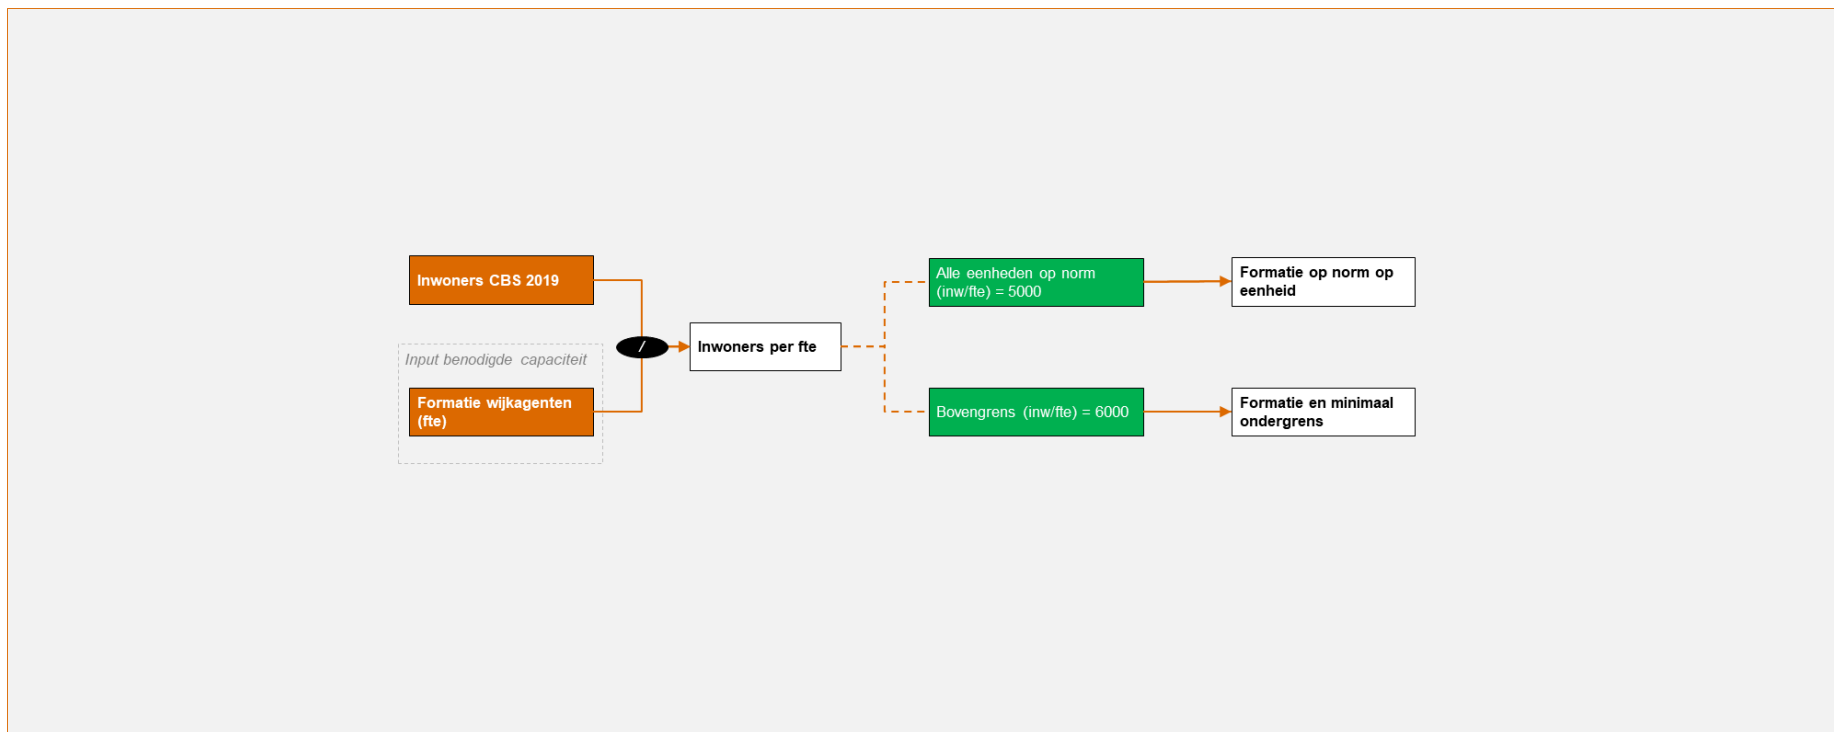 Inwoners CBS 2019
Input benodigde capaciteit
Formatie wijkagenten
(fte)
/
Inwoners per fte
Alle eenheden op norm
(inw/fte) = 5000
Bovengrens (inw/fte) = 6000
Formatie op norm op
eenheid
Formatie en minimaal
ondergrens